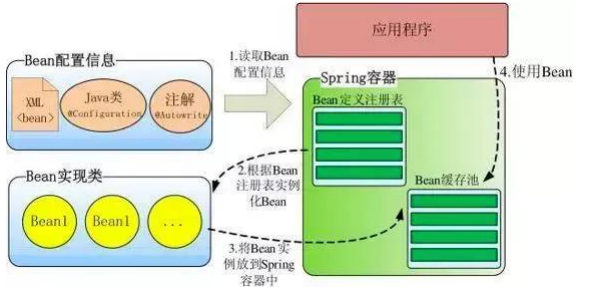 Bean配置信息
XML
<bean>
Java类
@Configuration
注解
@Autowrite
1.读取Bean
配置信息
应用程序
4.使用Bean
Spring容器
Bean定义注册表
2.根据Bean
注册表实例
化Bean
Bean缓存池
Bean实现类
Bean1
Bean1
...
3.将Bean实
例放到Spring
容器中